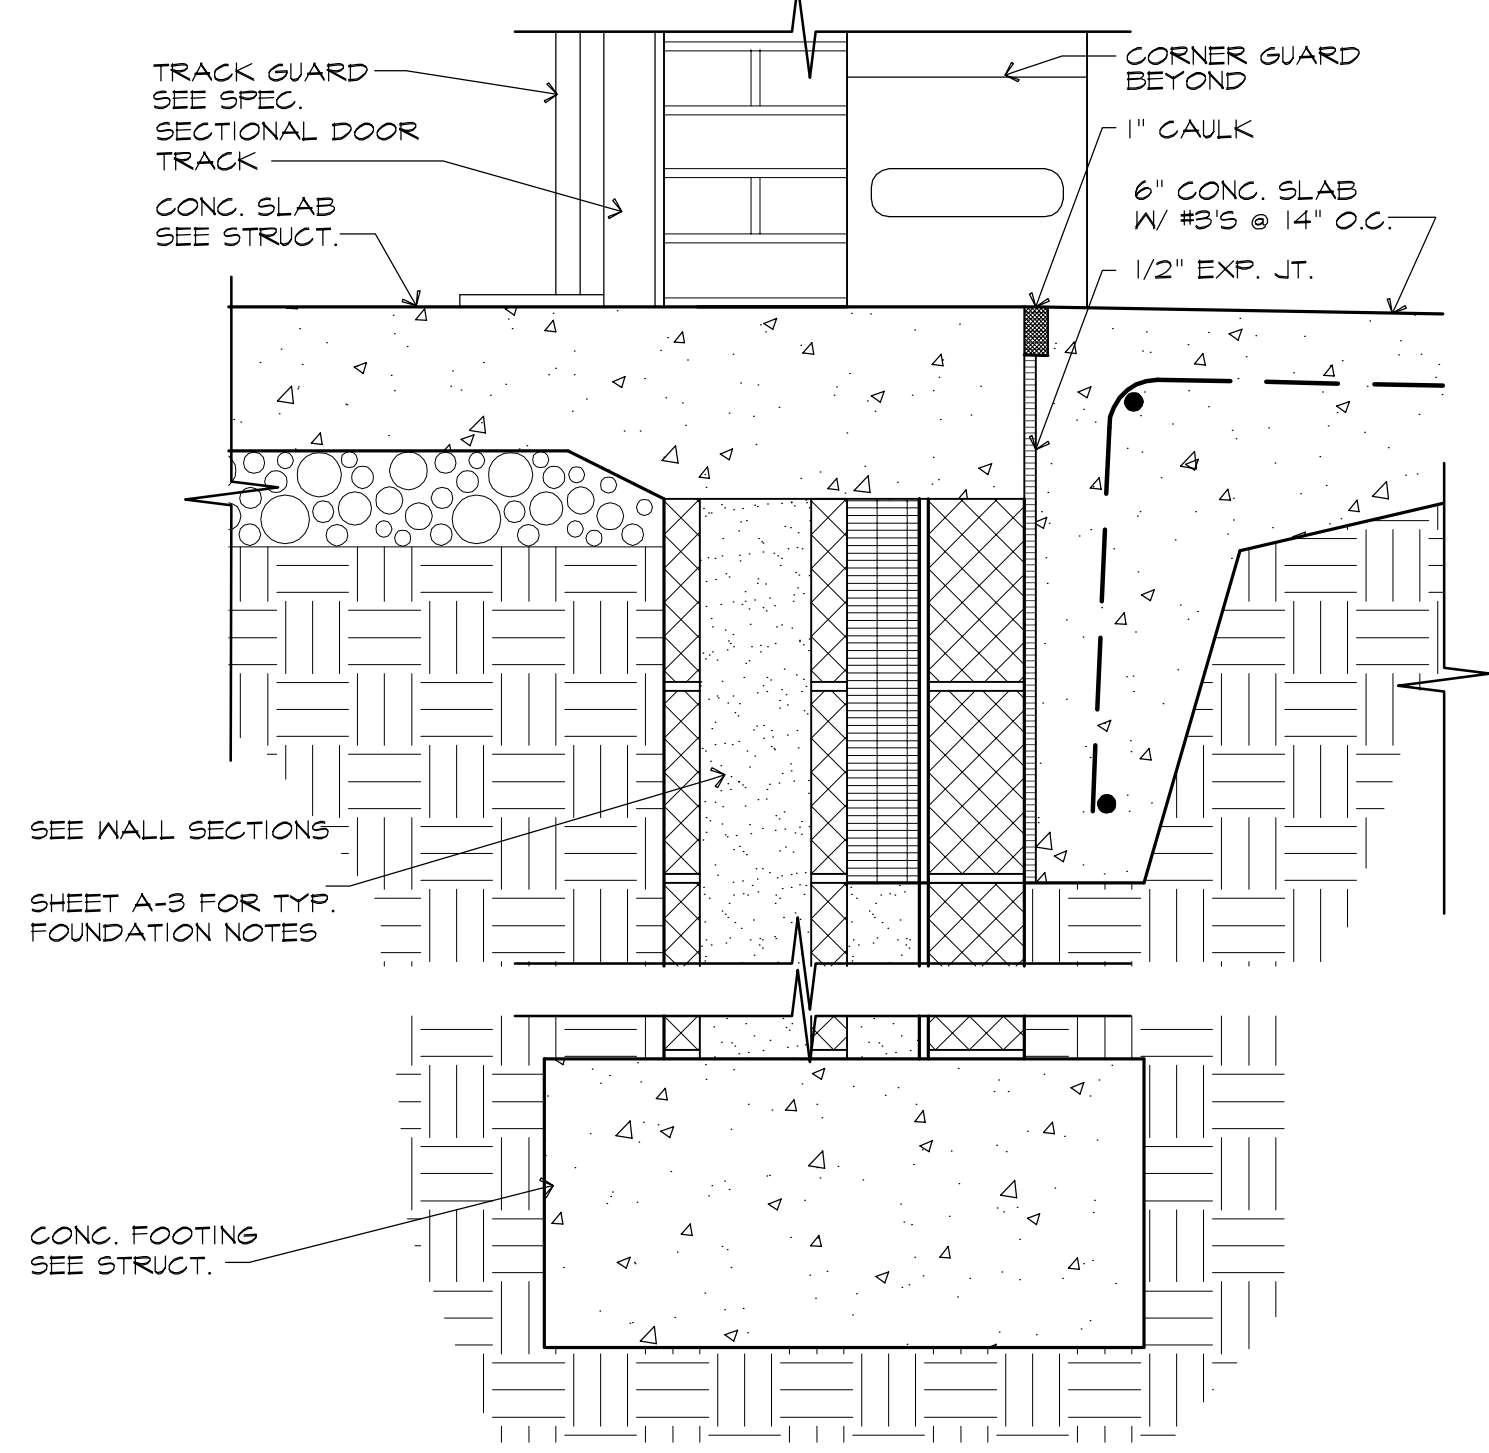 TRACK GUARD
SEE SPEC.
SECTIONAL DOOR
TRACK
CONC. SLAB
SEE STRUCT.
CORNER GUARD
BEYOND
1" CAULK
6" CONC. SLAB
W/ #3'S @ 14" O.C.
1/2" EXP. JT.
SEE WALL SECTIONS
SHEET A-3 FOR TYP.
FOUNDATION NOTES
CONC. FOOTING
SEE STRUCT.